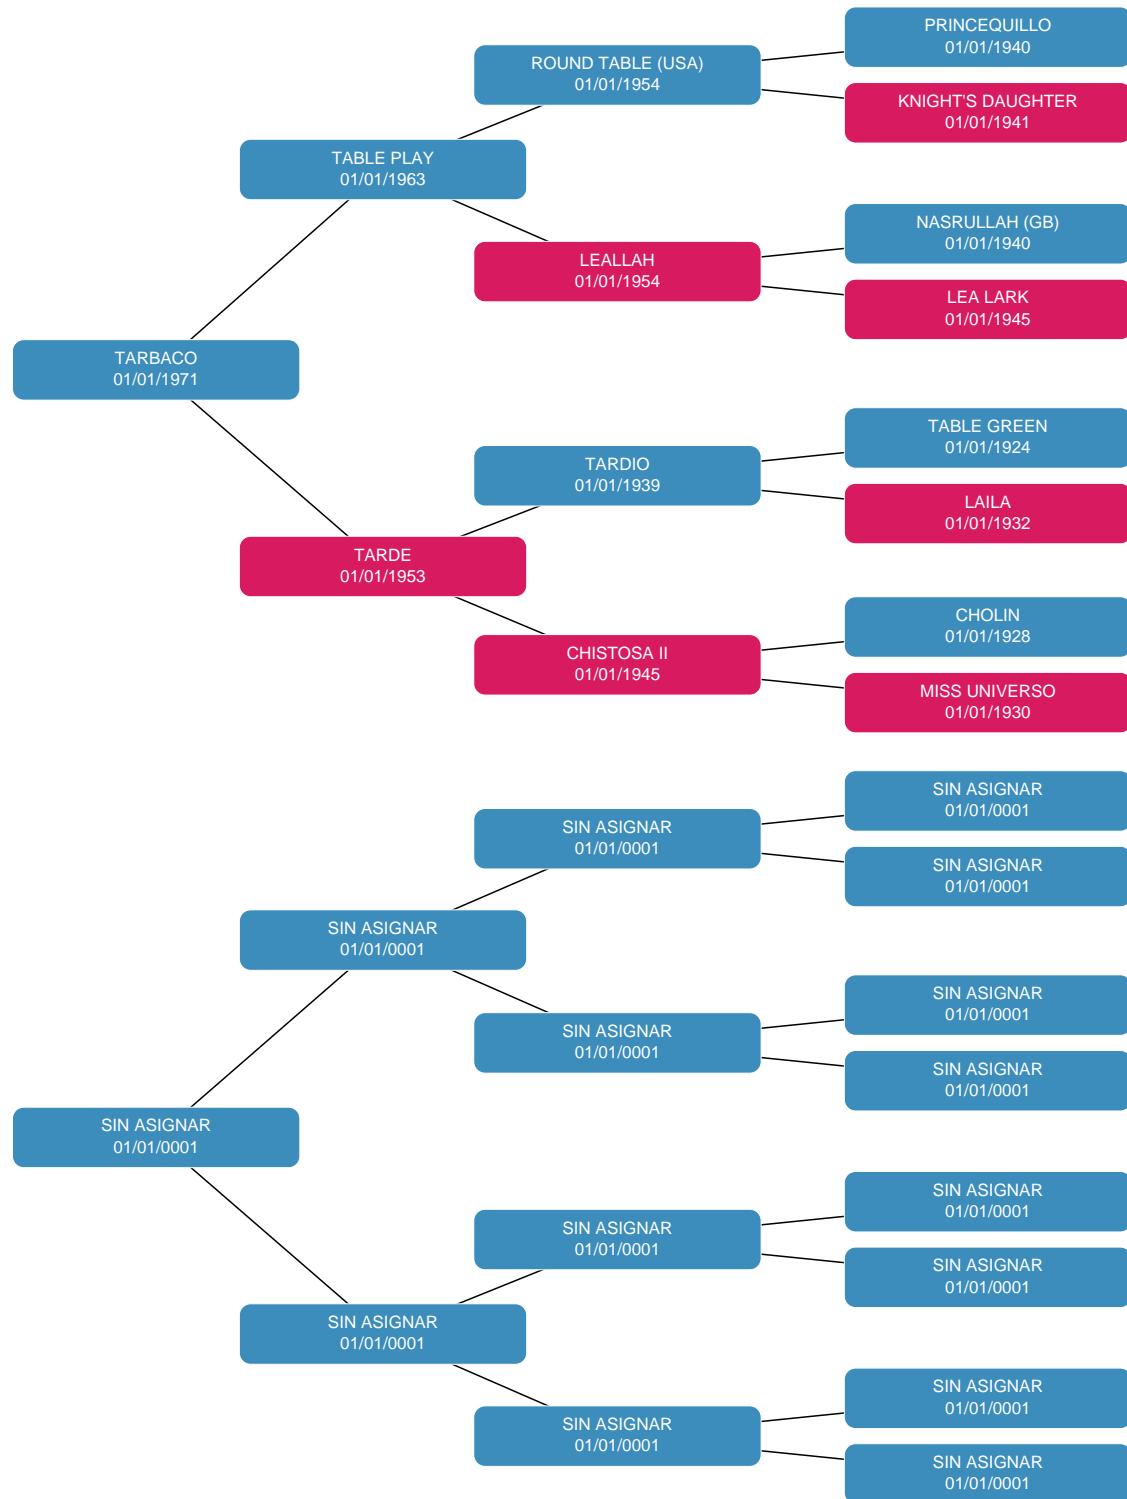 PRINCEQUILLO
01/01/1940
ROUND TABLE (USA)
01/01/1954
KNIGHT'S DAUGHTER
01/01/1941
TABLE PLAY
01/01/1963
NASRULLAH (GB)
01/01/1940
LEALLAH
01/01/1954
LEA LARK
01/01/1945
TARBACO
01/01/1971
TABLE GREEN
01/01/1924
TARDIO
01/01/1939
LAILA
01/01/1932
TARDE
01/01/1953
CHOLIN
01/01/1928
CHISTOSA II
01/01/1945
MISS UNIVERSO
01/01/1930
SIN ASIGNAR
01/01/0001
SIN ASIGNAR
01/01/0001
SIN ASIGNAR
01/01/0001
SIN ASIGNAR
01/01/0001
SIN ASIGNAR
01/01/0001
SIN ASIGNAR
01/01/0001
SIN ASIGNAR
01/01/0001
SIN ASIGNAR
01/01/0001
SIN ASIGNAR
01/01/0001
SIN ASIGNAR
01/01/0001
SIN ASIGNAR
01/01/0001
SIN ASIGNAR
01/01/0001
SIN ASIGNAR
01/01/0001
SIN ASIGNAR
01/01/0001
SIN ASIGNAR
01/01/0001